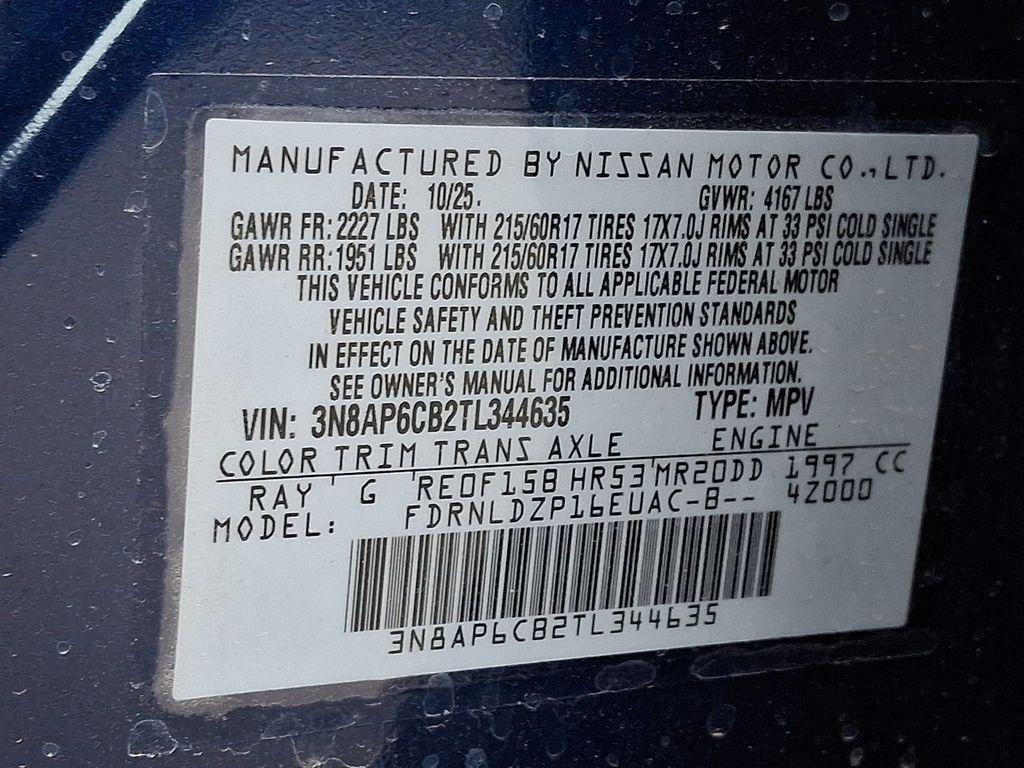 MANUFACTURED BY NISSAN MOTOR CO.,LTD.
DATE: 10/25. GVWR: 4167 LBS
GAWR FR: 2227 LBS WITH 215/60R17 TIRES 17X7.0J RIMS AT 33 PSI COLD SINGLE
GAWR RR: 1951 LBS WITH 215/60R17 TIRES 17X7.0J RIMS AT 33 PSI COLD SINGLE
THIS VEHICLE CONFORMS TO ALL APPLICABLE FEDERAL MOTOR
VEHICLE SAFETY AND THEFT PREVENTION STANDARDS
IN EFFECT ON THE DATE OF MANUFACTURE SHOWN ABOVE.
SEE OWNER'S MANUAL FOR ADDITIONAL INFORMATION.
VIN: 3N8AP6CB2TL344635 TYPE: MPV
COLOR TRIM TRANS AXLE ENGINE
RAY G RE0F15B HR53 MR20DD 1997 CC
MODEL: FDRNLDZP16EUAC-B-- 4Z000
3N8AP6CB2TL344635